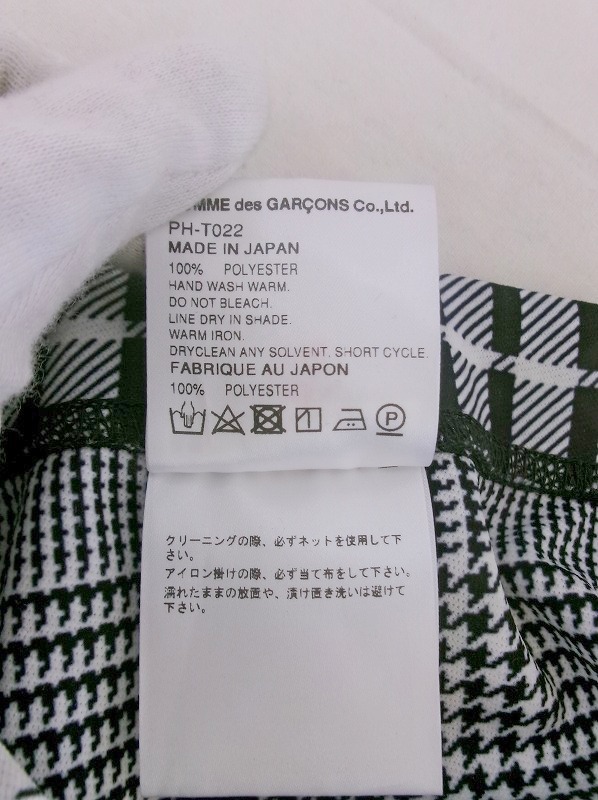 COMME des GARÇONS Co.,Ltd.
PH-T022
MADE IN JAPAN
100% POLYESTER
HAND WASH WARM.
DO NOT BLEACH.
LINE DRY IN SHADE.
WARM IRON.
DRYCLEAN ANY SOLVENT. SHORT CYCLE.
FABRIQUE AU JAPON
100% POLYESTER
P
クリーニングの際、必ずネットを使用して下
さい。
アイロン掛けの際、必ず当て布をして下さい。
濡れたままの放置や、漬け置き洗いは避けて
下さい。